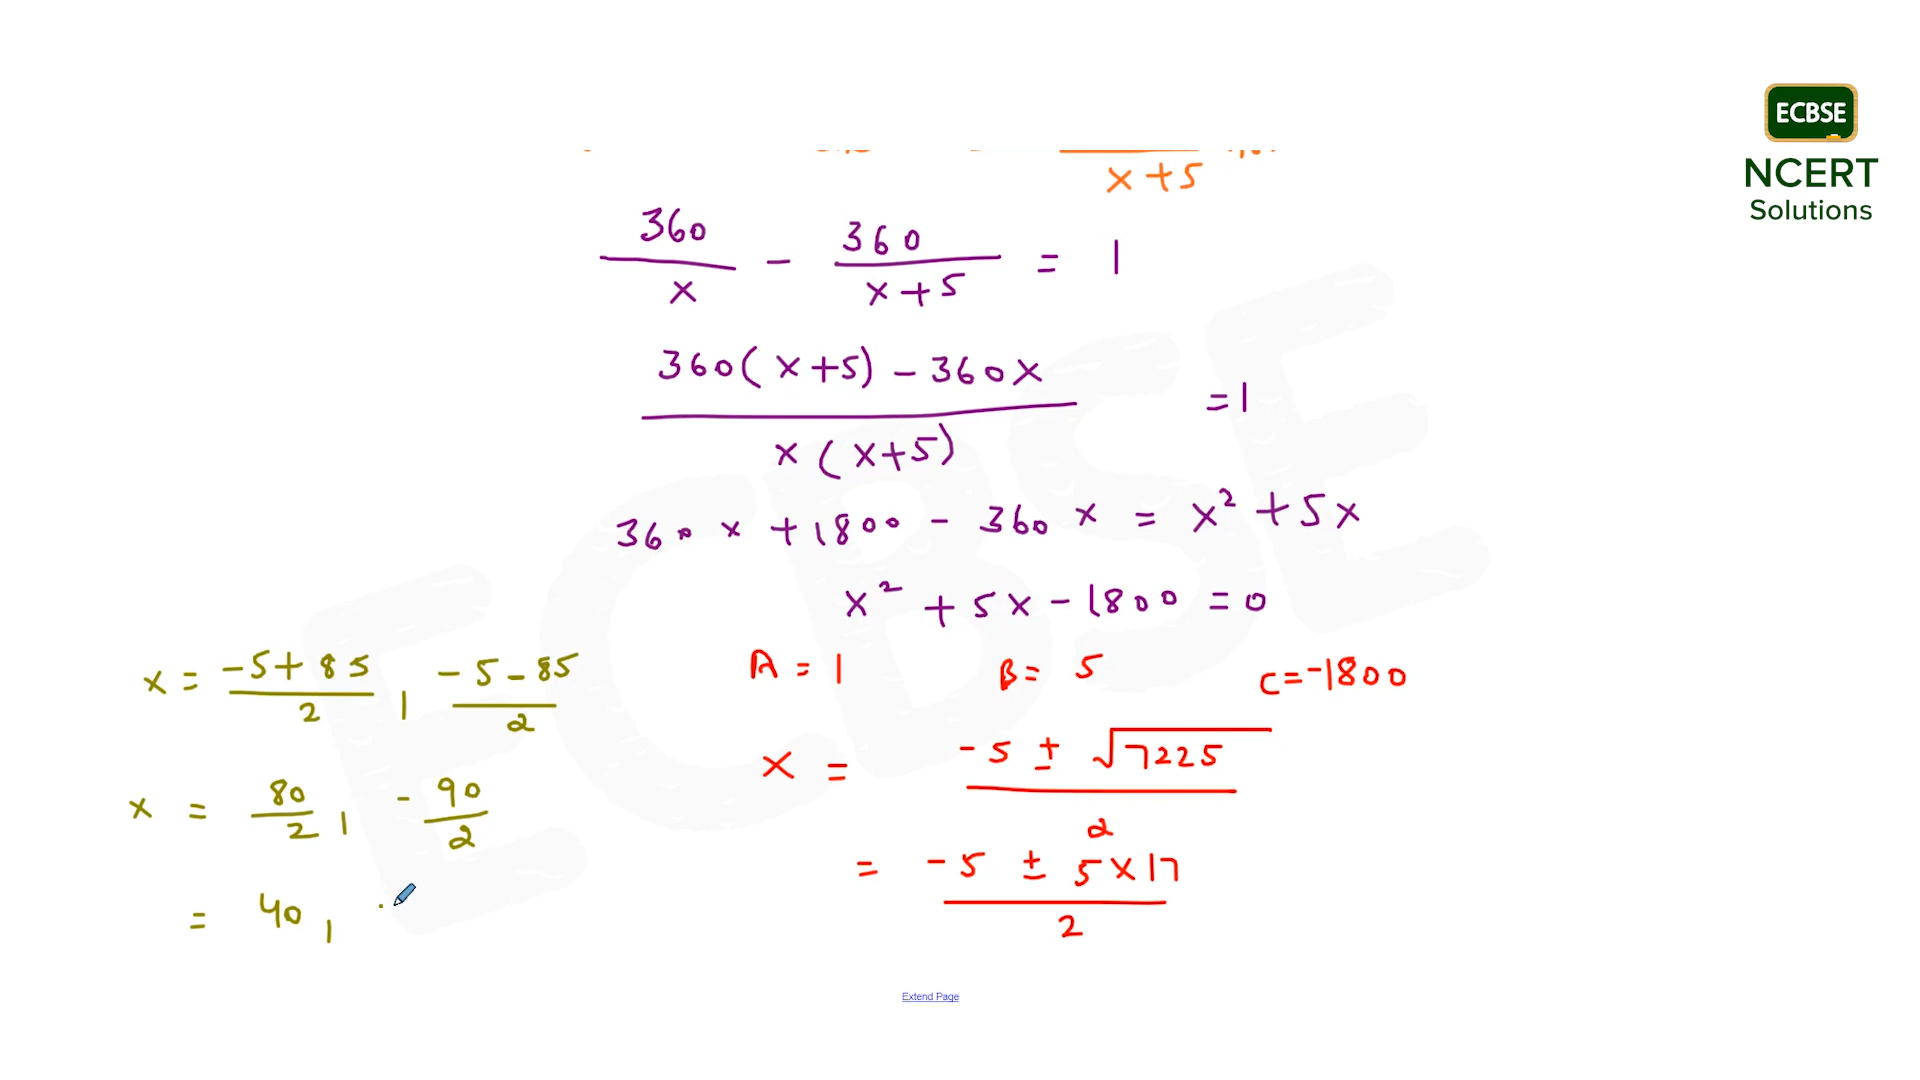 ECBSE
NCERT
Solutions
x + 5
360/x - 360/(x+5) = 1
(360(x+5) - 360x)/(x(x+5)) = 1
360x + 1800 - 360x = x² + 5x
x² + 5x - 1800 = 0
A = 1 B = 5 C = -1800
x = (-5 ± √7225)/2
= (-5 ± 5×17)/2
x = (-5 + 85)/2 , (-5 - 85)/2
x = 80/2 , -90/2
= 40 ,
Extend Page
ECBSE